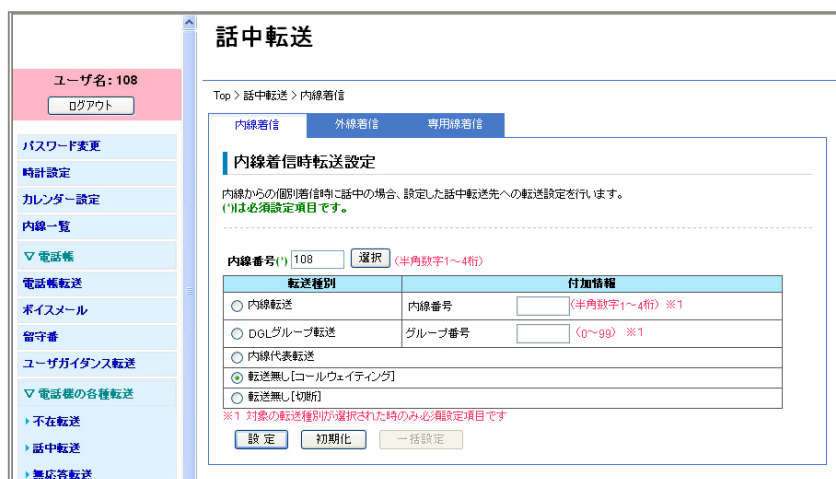 話中転送
ユーザ名:108
ログアウト
パスワード変更
時計設定
カレンダー設定
内線一覧
▽電話帳
電話帳転送
ボイスメール
留守番
ユーザガイダンス転送
▽電話機の各種転送
不在転送
話中転送
無応答転送
Top > 話中転送 > 内線着信
内線着信 外線着信 専用線着信
内線着信時転送設定
内線からの個別着信時に話中の場合、設定した話中転送先への転送設定を行います。
(*)は必須設定項目です。
内線番号(*) 108 選択 (半角数字1～4桁)
転送種別 付加情報
内線転送 内線番号 (半角数字1～4桁) ※1
DGLグループ転送 グループ番号 (0～99) ※1
内線代表転送
転送無し[コールウェイティング]
転送無し[切断]
※1 対象の転送種別が選択された時のみ必須設定項目です
設定 初期化 一括設定